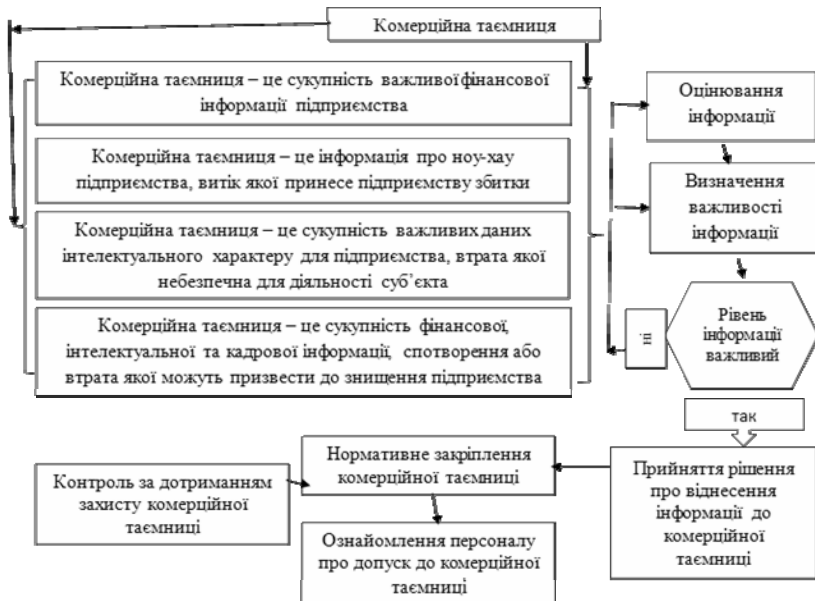 Комерційна таємниця
Комерційна таємниця – це сукупність важливої фінансової
інформації підприємства
Комерційна таємниця – це інформація про ноу-хау
підприємства, витік якої принесе підприємству збитки
Комерційна таємниця – це сукупність важливих даних
інтелектуального характеру для підприємства, втрата якої
небезпечна для діяльності суб’єкта
Комерційна таємниця – це сукупність фінансової,
інтелектуальної та кадрової інформації, спотворення або
втрата якої можуть призвести до знищення підприємства
Оцінювання
інформації
Визначення
важливості
інформації
Рівень
інформації
важливий
ні
так
Прийняття рішення
про віднесення
інформації до
комерційної
таємниці
Нормативне закріплення
комерційної таємниці
Контроль за дотриманням
захисту комерційної
таємниці
Ознайомлення персоналу
про допуск до комерційної
таємниці